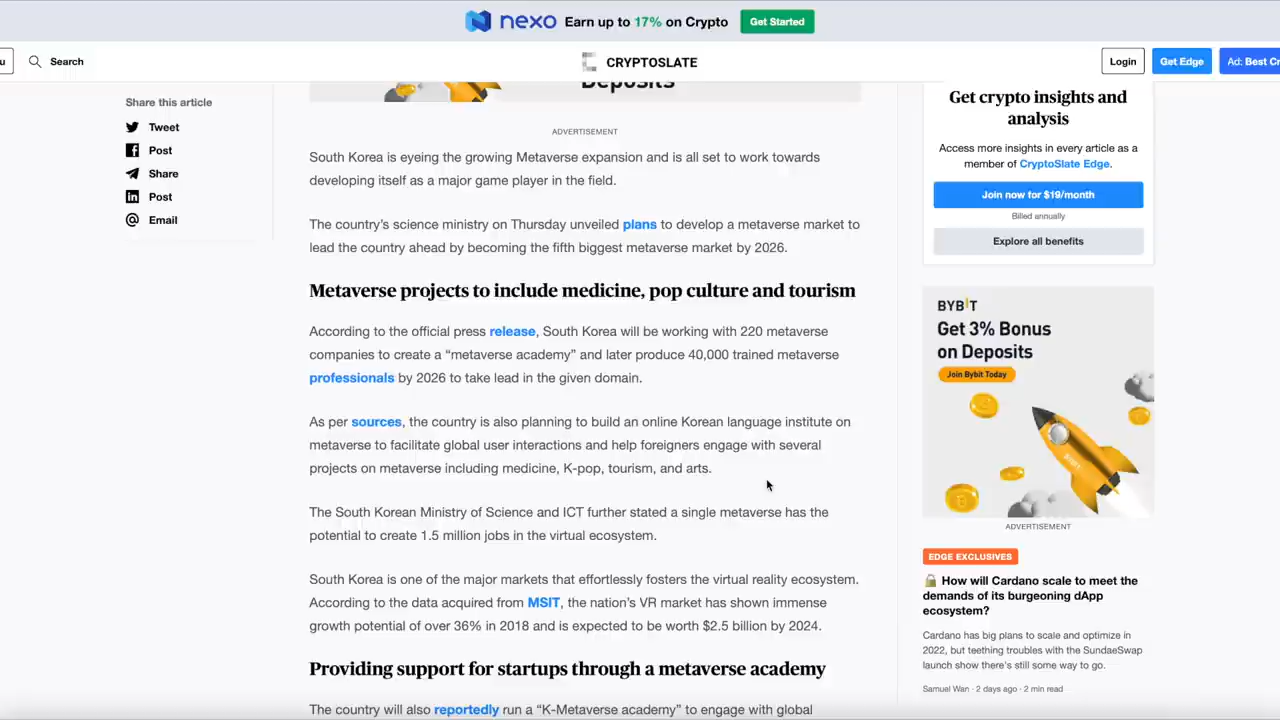 nexo Earn up to 17% on Crypto Get Started
u Search CRYPTOSLATE Login Get Edge Ad: Best Cr
Share this article
Tweet
Post
Share
Post
Email
Deposits
ADVERTISEMENT
South Korea is eyeing the growing Metaverse expansion and is all set to work towards
developing itself as a major game player in the field.
The country's science ministry on Thursday unveiled plans to develop a metaverse market to
lead the country ahead by becoming the fifth biggest metaverse market by 2026.
Metaverse projects to include medicine, pop culture and tourism
According to the official press release, South Korea will be working with 220 metaverse
companies to create a “metaverse academy” and later produce 40,000 trained metaverse
professionals by 2026 to take lead in the given domain.
As per sources, the country is also planning to build an online Korean language institute on
metaverse to facilitate global user interactions and help foreigners engage with several
projects on metaverse including medicine, K-pop, tourism, and arts.
The South Korean Ministry of Science and ICT further stated a single metaverse has the
potential to create 1.5 million jobs in the virtual ecosystem.
South Korea is one of the major markets that effortlessly fosters the virtual reality ecosystem.
According to the data acquired from MSIT, the nation's VR market has shown immense
growth potential of over 36% in 2018 and is expected to be worth $2.5 billion by 2024.
Providing support for startups through a metaverse academy
The country will also reportedly run a “K-Metaverse academy” to engage with global
Get crypto insights and
analysis
Access more insights in every article as a
member of CryptoSlate Edge.
Join now for $19/month
Billed annually
Explore all benefits
BYBIT
Get 3% Bonus
on Deposits
Join Bybit Today
BYBIT
ADVERTISEMENT
EDGE EXCLUSIVES
How will Cardano scale to meet the
demands of its burgeoning dApp
ecosystem?
Cardano has big plans to scale and optimize in
2022, but teething troubles with the SundaeSwap
launch show there's still some way to go.
Samuel Wan · 2 days ago · 2 min read